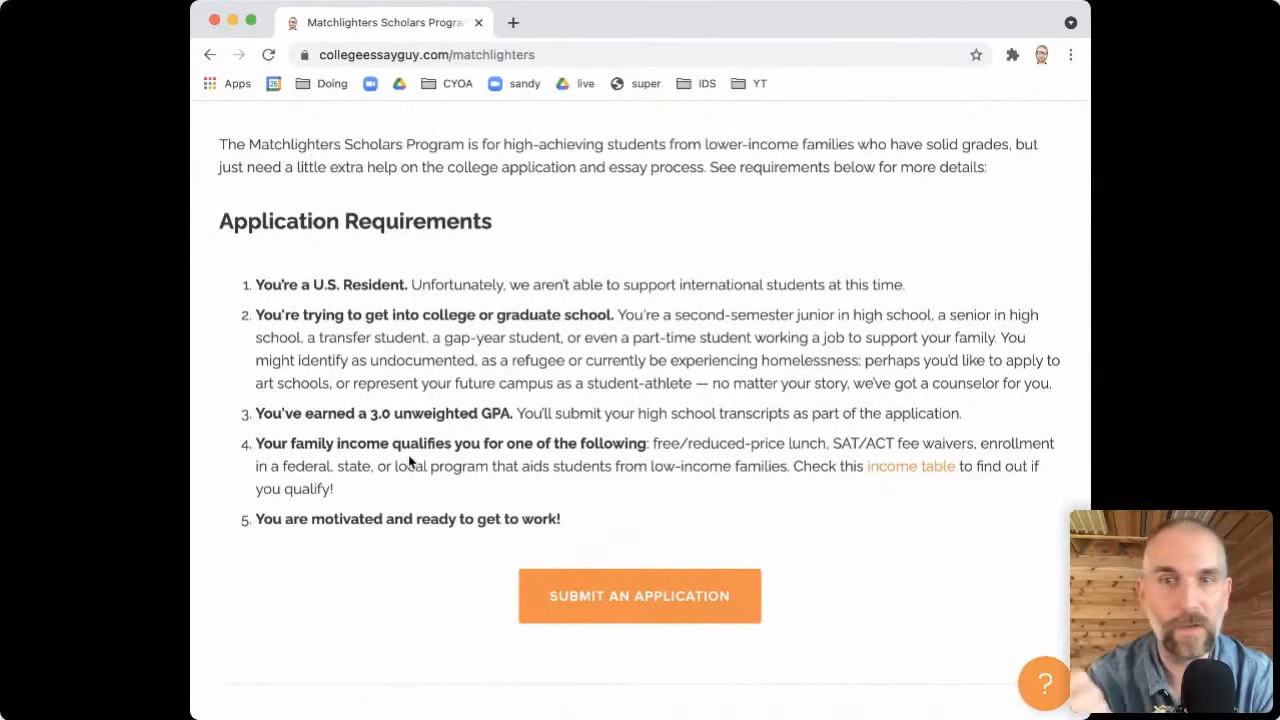 Matchlighters Scholars Progra
collegeessayguy.com/matchlighters
Apps
25
Doing
CYOA
sandy
live
super
IDS
YT
The Matchlighters Scholars Program is for high-achieving students from lower-income families who have solid grades, but
just need a little extra help on the college application and essay process. See requirements below for more details:
Application Requirements
1. You're a U.S. Resident. Unfortunately, we aren't able to support international students at this time.
2. You're trying to get into college or graduate school. You're a second-semester junior in high school, a senior in high
school, a transfer student, a gap-year student, or even a part-time student working a job to support your family. You
might identify as undocumented, as a refugee or currently be experiencing homelessness; perhaps you'd like to apply to
art schools, or represent your future campus as a student-athlete — no matter your story, we've got a counselor for you.
3. You've earned a 3.0 unweighted GPA. You'll submit your high school transcripts as part of the application.
4. Your family income qualifies you for one of the following: free/reduced-price lunch, SAT/ACT fee waivers, enrollment
in a federal, state, or local program that aids students from low-income families. Check this income table to find out if
you qualify!
5. You are motivated and ready to get to work!
SUBMIT AN APPLICATION
?